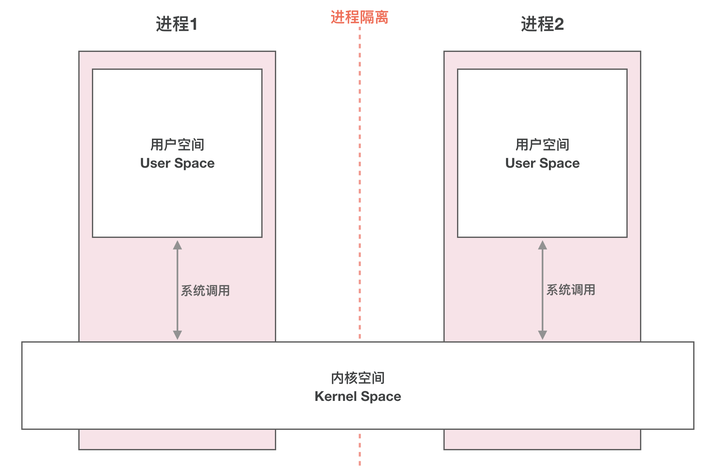 进程1
进程隔离
进程2
用户空间
User Space
用户空间
User Space
系统调用
系统调用
内核空间
Kernel Space